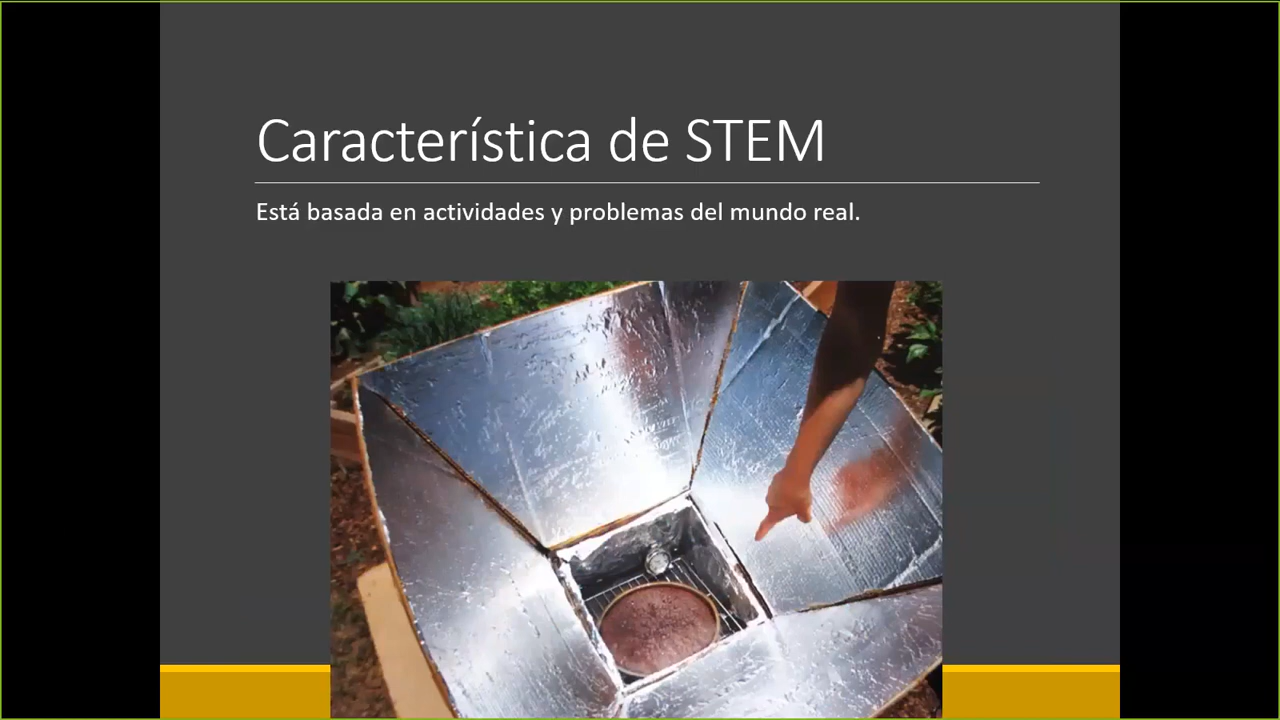 Característica de STEM
Está basada en actividades y problemas del mundo real.